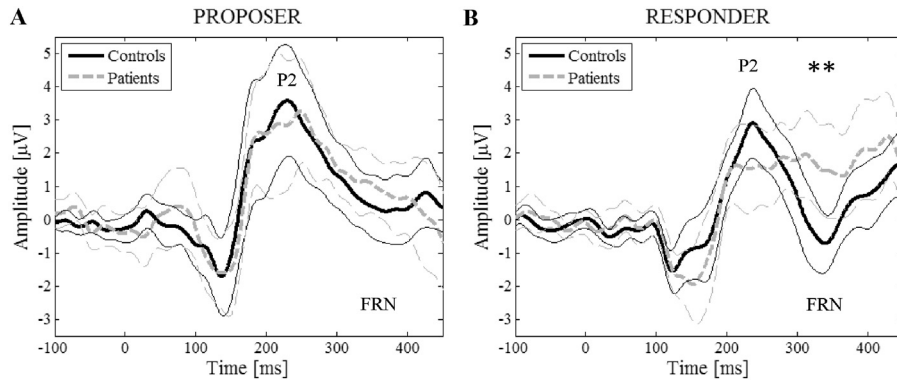 A
PROPOSER
Controls
Patients
P2
FRN
5
4
3
2
1
0
-1
-2
-3
Amplitude [μV]
-100 0 100 200 300 400
Time [ms]
B
RESPONDER
Controls
Patients
P2
**
FRN
5
4
3
2
1
0
-1
-2
-3
Amplitude [μV]
-100 0 100 200 300 400
Time [ms]